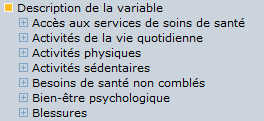 Description de la variable
Accès aux services de soins de santé
Activités de la vie quotidienne
Activités physiques
Activités sédentaires
Besoins de santé non comblés
Bien-être psychologique
Blessures